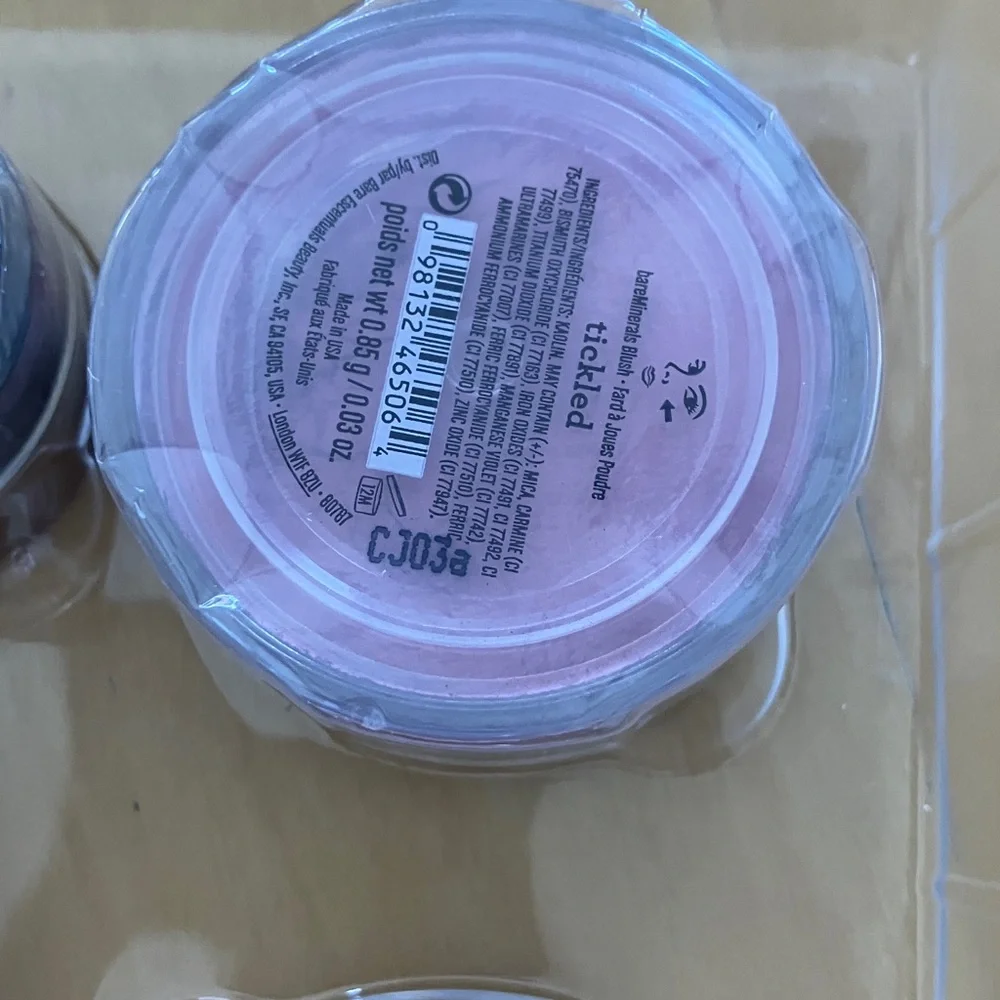 bareMinerals Blush • Fard à Joues Poudre
tickled
INGREDIENTS/INGRÉDIENTS: KAOLIN, MAY CONTAIN (+/-): MICA, CARMINE (CI
75470), BISMUTH OXYCHLORIDE (CI 77163), IRON OXIDES (CI 77491, CI 77492, CI
77499), TITANIUM DIOXIDE (CI 77891), MANGANESE VIOLET (CI 77742),
ULTRAMARINES (CI 77007), FERRIC FERROCYANIDE (CI 77510), FERRIC
AMMONIUM FERROCYANIDE (CI 77510), ZINC OXIDE (CI 77947).
0 98132 46506 4
12M
CJ03a
poids net wt 0.85 g / 0.03 oz.
Made in USA
Fabriqué aux États-Unis
Dist. by/par Bare Escentuals Beauty, Inc., SF, CA 94105, USA • London W1F 9ZU • 80187